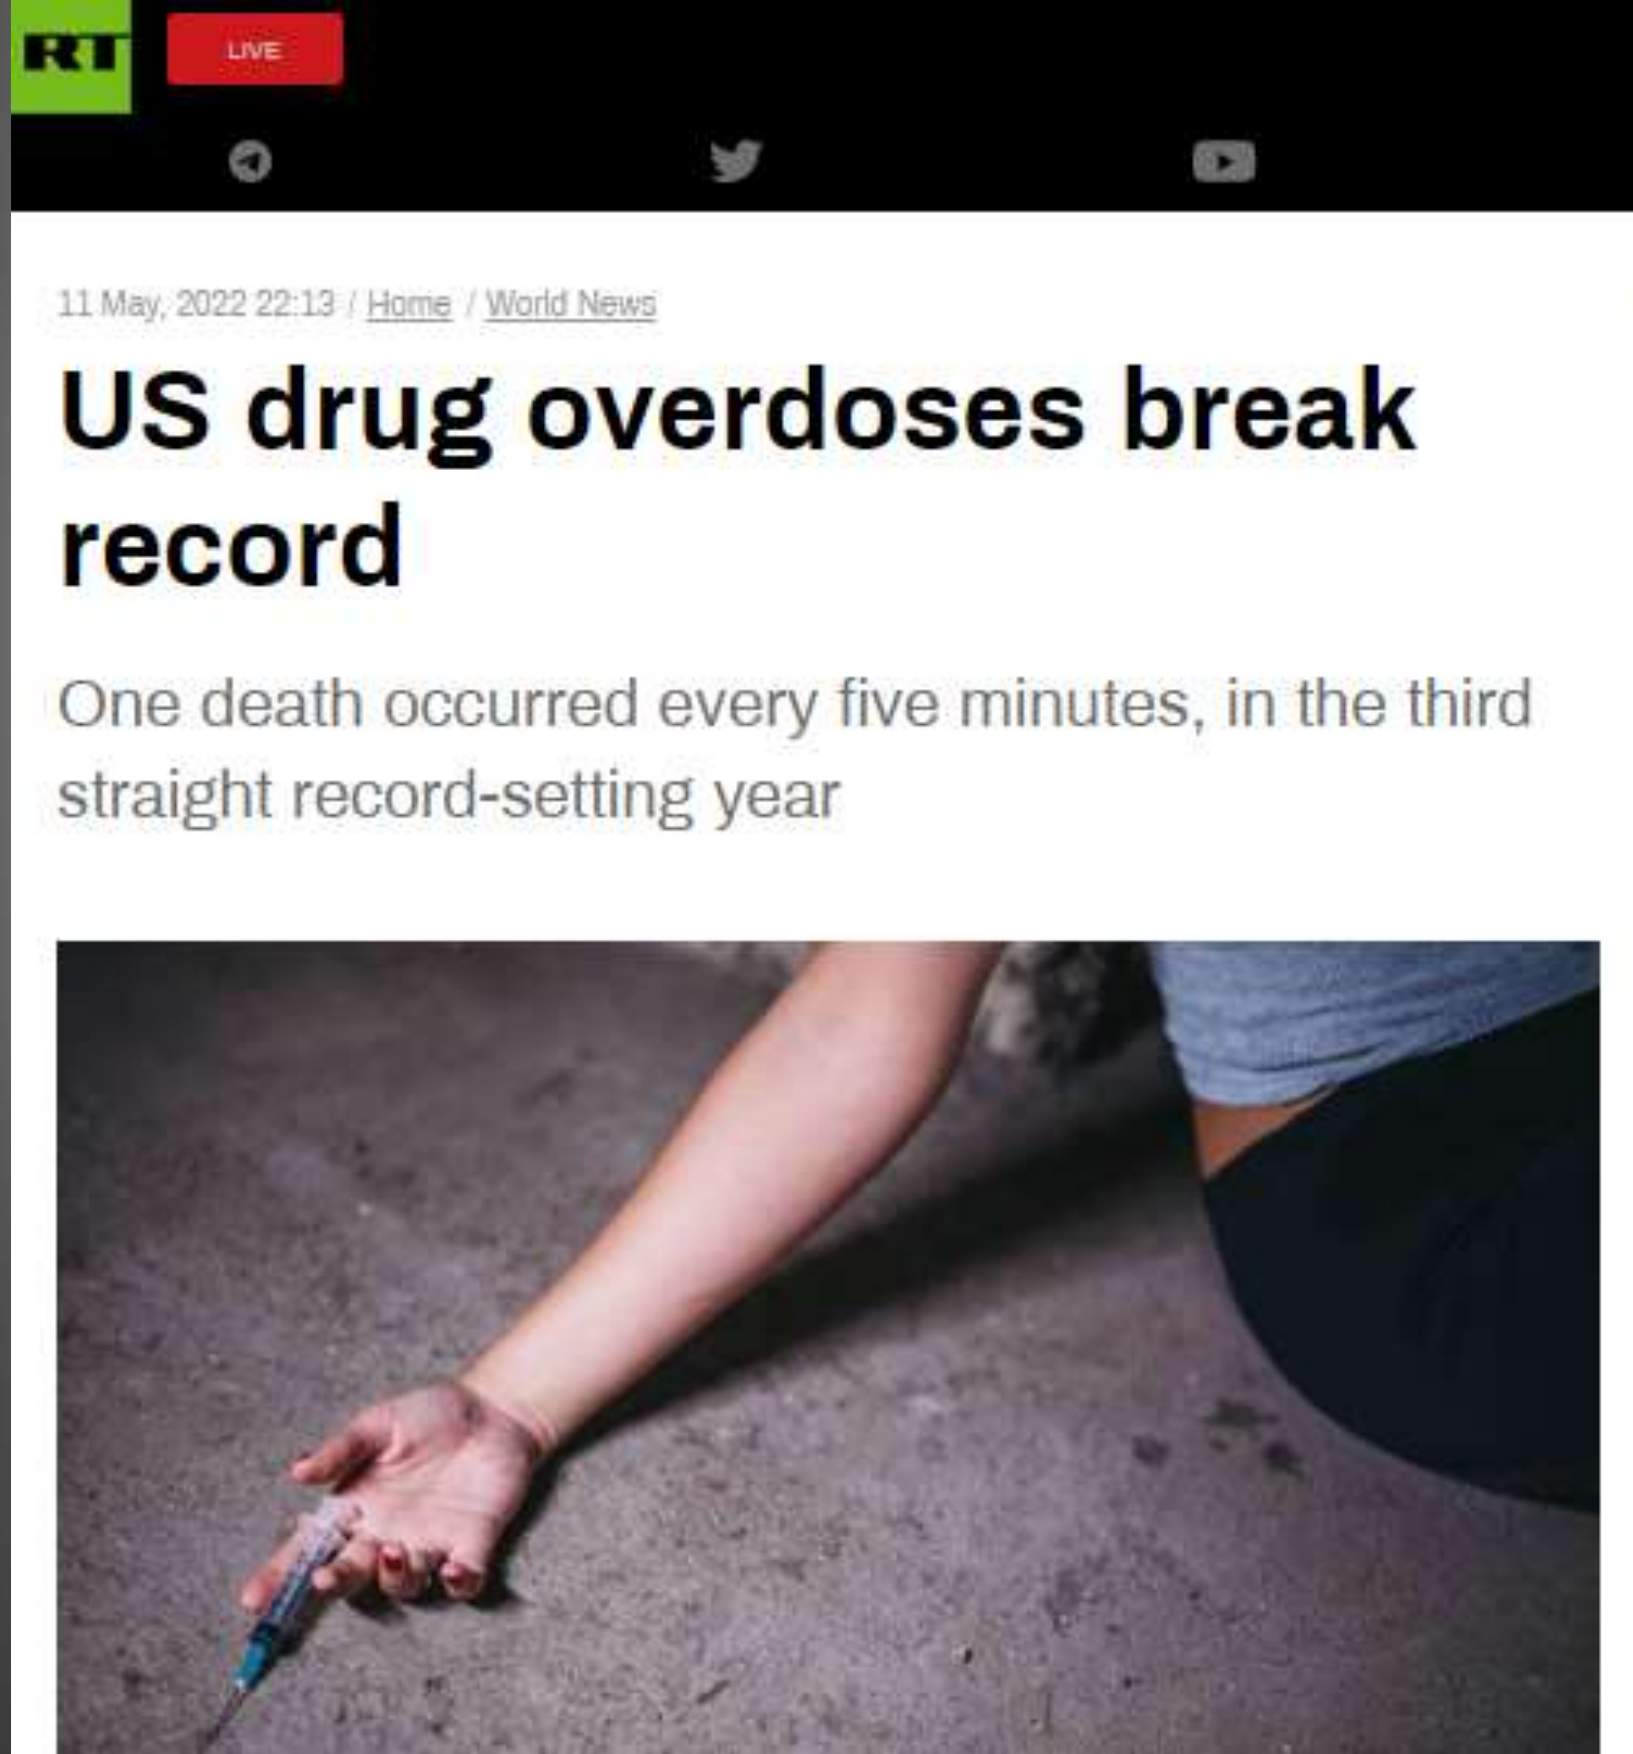 RT
LIVE
11 May, 2022 22:13 / Home / World News
US drug overdoses break
record
One death occurred every five minutes, in the third
straight record-setting year